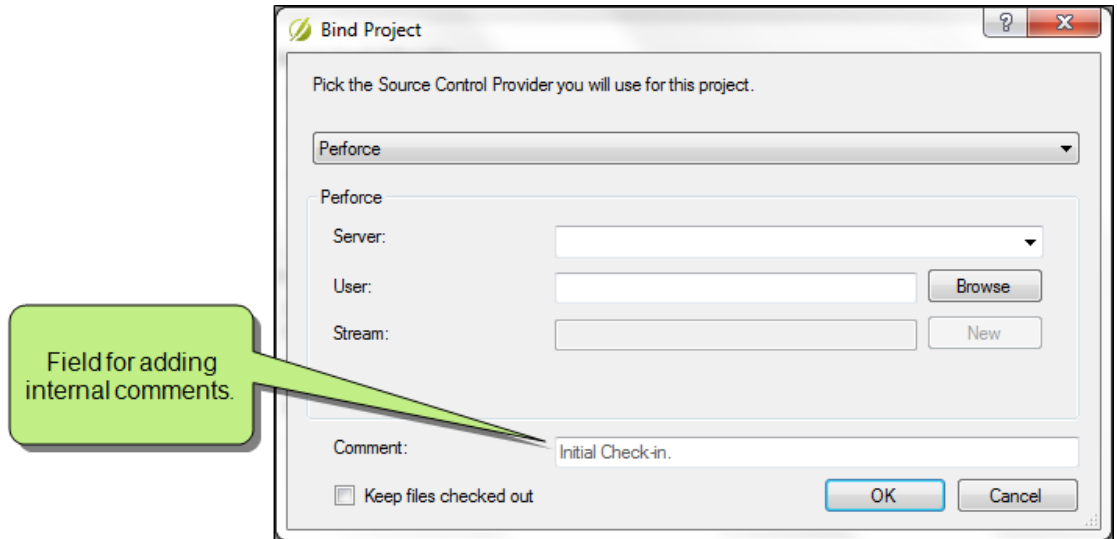 Bind Project
Pick the Source Control Provider you will use for this project.
Perforce
Perforce
Server:
User:
Browse
Stream:
New
Field for adding
internal comments.
Comment:
Initial Check-in.
Keep files checked out
OK
Cancel